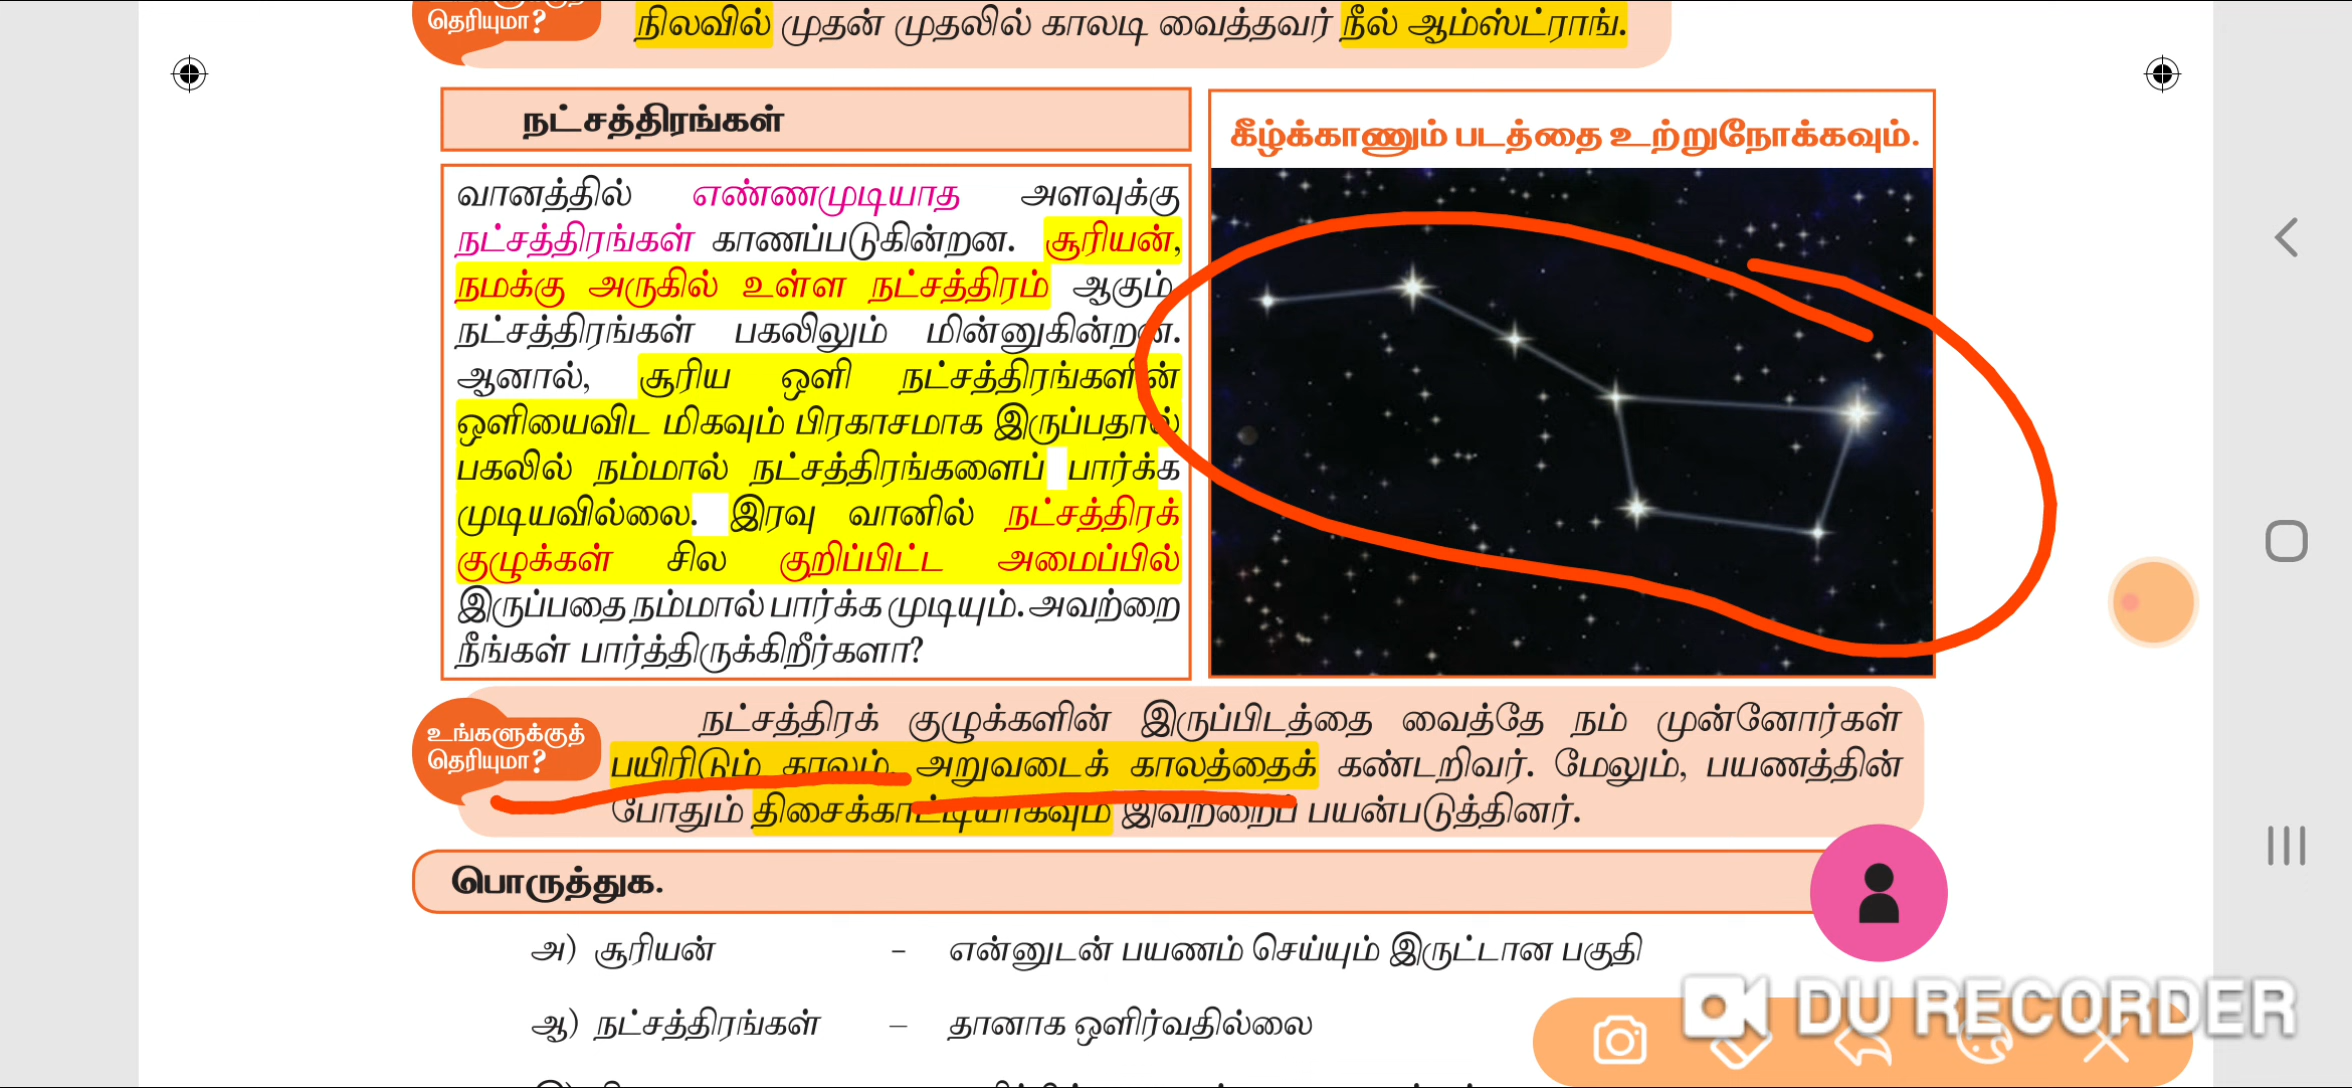 தெரியுமா?
நிலவில் முதன் முதலில் காலடி வைத்தவர் நீல் ஆம்ஸ்ட்ராங்.
நட்சத்திரங்கள்
வானத்தில் எண்ணமுடியாத அளவுக்கு
நட்சத்திரங்கள் காணப்படுகின்றன. சூரியன்,
நமக்கு அருகில் உள்ள நட்சத்திரம் ஆகும்.
நட்சத்திரங்கள் பகலிலும் மின்னுகின்றன.
ஆனால், சூரிய ஒளி நட்சத்திரங்களின்
ஒளியைவிட மிகவும் பிரகாசமாக இருப்பதால்
பகலில் நம்மால் நட்சத்திரங்களைப் பார்க்க
முடியவில்லை. இரவு வானில் நட்சத்திரக்
குழுக்கள் சில குறிப்பிட்ட அமைப்பில்
இருப்பதை நம்மால் பார்க்க முடியும். அவற்றை
நீங்கள் பார்த்திருக்கிறீர்களா?
கீழ்க்காணும் படத்தை உற்றுநோக்கவும்.
உங்களுக்குத்
தெரியுமா?
நட்சத்திரக் குழுக்களின் இருப்பிடத்தை வைத்தே நம் முன்னோர்கள்
பயிரிடும் காலம், அறுவடைக் காலத்தைக் கண்டறிவர். மேலும், பயணத்தின்
போதும் திசைக்காட்டியாகவும் இவற்றைப் பயன்படுத்தினர்.
பொருத்துக.
அ) சூரியன் - என்னுடன் பயணம் செய்யும் இருட்டான பகுதி
ஆ) நட்சத்திரங்கள் – தானாக ஒளிர்வதில்லை
DU RECORDER